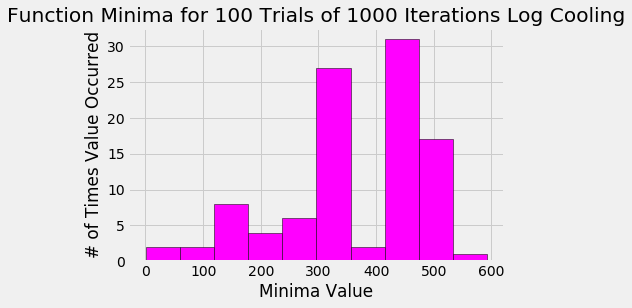 Function Minima for 100 Trials of 1000 Iterations Log Cooling
# of Times Value Occurred
30
25
20
15
10
5
0
0 100 200 300 400 500 600
Minima Value